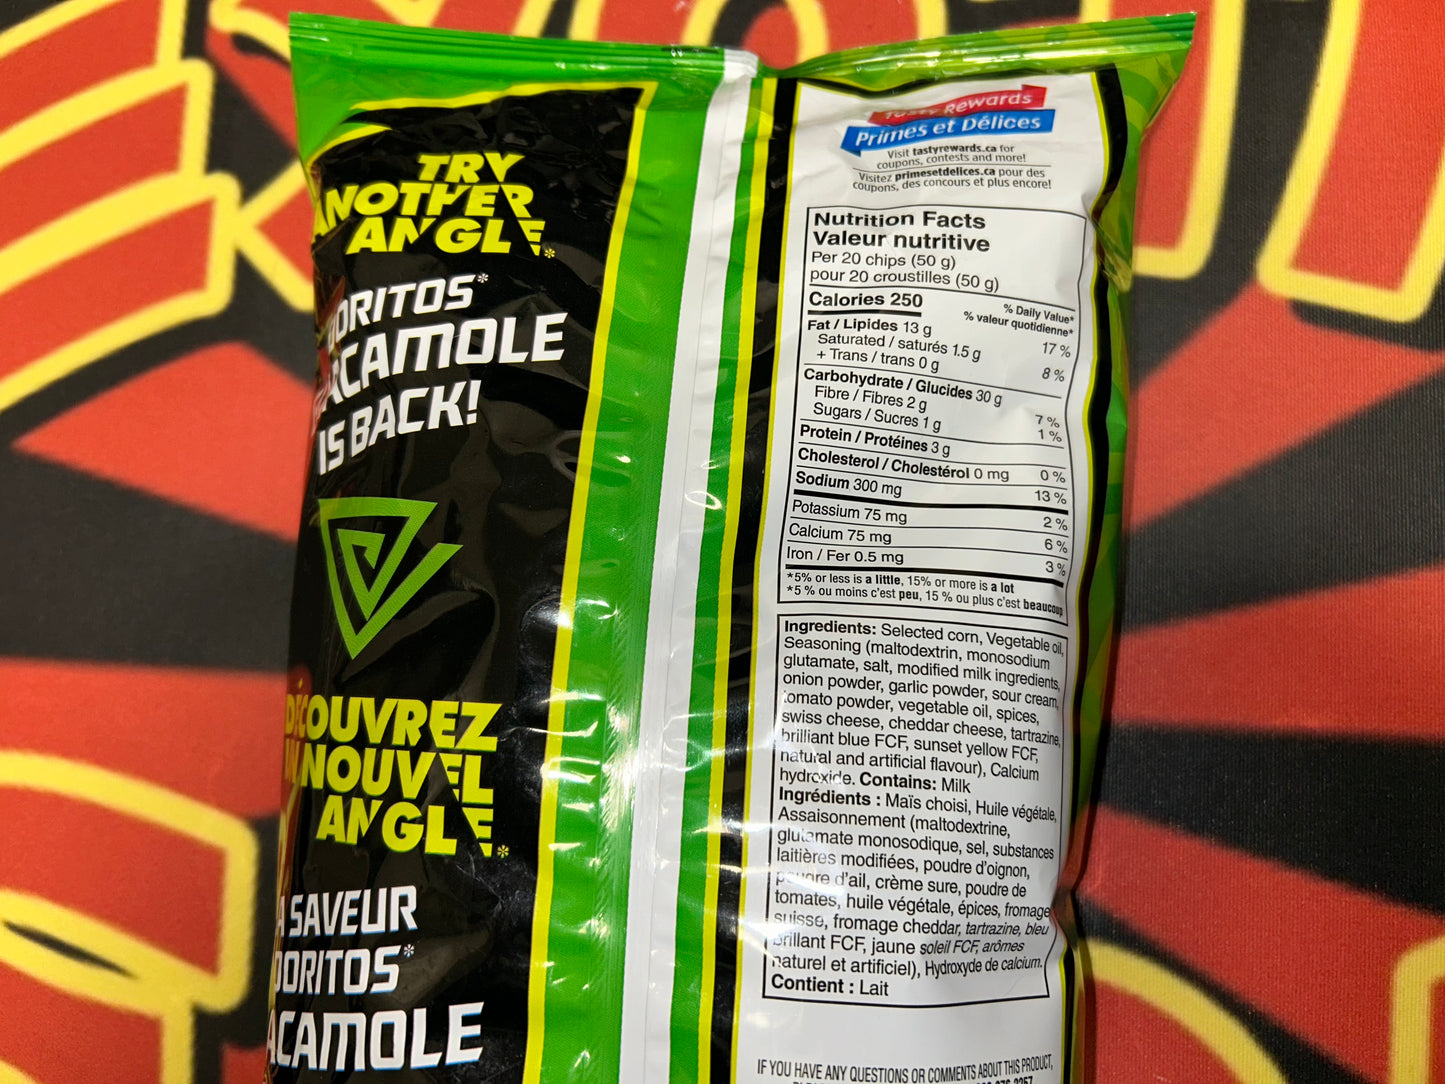 TRY
ANOTHER
ANGLE*
DORITOS*
IS BACK!
DÉCOUVREZ
NOUVEL
ANGLE*
SAVEUR
DORITOS*
Tasty Rewards
Primes et Délices
Visit tastyrewards.ca for
coupons, contests and more!
Visitez primesetdelices.ca pour des
coupons, des concours et plus encore!
Nutrition Facts
Valeur nutritive
Per 20 chips (50 g)
pour 20 croustilles (50 g)
Calories 250
% Daily Value*
% valeur quotidienne*
Fat / Lipides 13 g 17 %
Saturated / saturés 1.5 g
+ Trans / trans 0 g 8 %
Carbohydrate / Glucides 30 g
Fibre / Fibres 2 g 7 %
Sugars / Sucres 1 g 1 %
Protein / Protéines 3 g
Cholesterol / Cholestérol 0 mg 0 %
Sodium 300 mg 13 %
Potassium 75 mg 2 %
Calcium 75 mg 6 %
Iron / Fer 0.5 mg 3 %
*5% or less is a little, 15% or more is a lot
*5 % ou moins c'est peu, 15 % ou plus c'est beaucoup
Ingredients: Selected corn, Vegetable oil,
Seasoning (maltodextrin, monosodium
glutamate, salt, modified milk ingredients,
onion powder, garlic powder, sour cream,
tomato powder, vegetable oil, spices,
swiss cheese, cheddar cheese, tartrazine,
brilliant blue FCF, sunset yellow FCF,
natural and artificial flavour), Calcium
hydroxide. Contains: Milk
Ingrédients : Maïs choisi, Huile végétale,
Assaisonnement (maltodextrine,
glutamate monosodique, sel, substances
laitières modifiées, poudre d'oignon,
poudre d'ail, crème sure, poudre de
tomates, huile végétale, épices, fromage
suisse, fromage cheddar, tartrazine, bleu
brillant FCF, jaune soleil FCF, arômes
naturel et artificiel), Hydroxyde de calcium.
Contient : Lait
IF YOU HAVE ANY QUESTIONS OR COMMENTS ABOUT THIS PRODUCT,